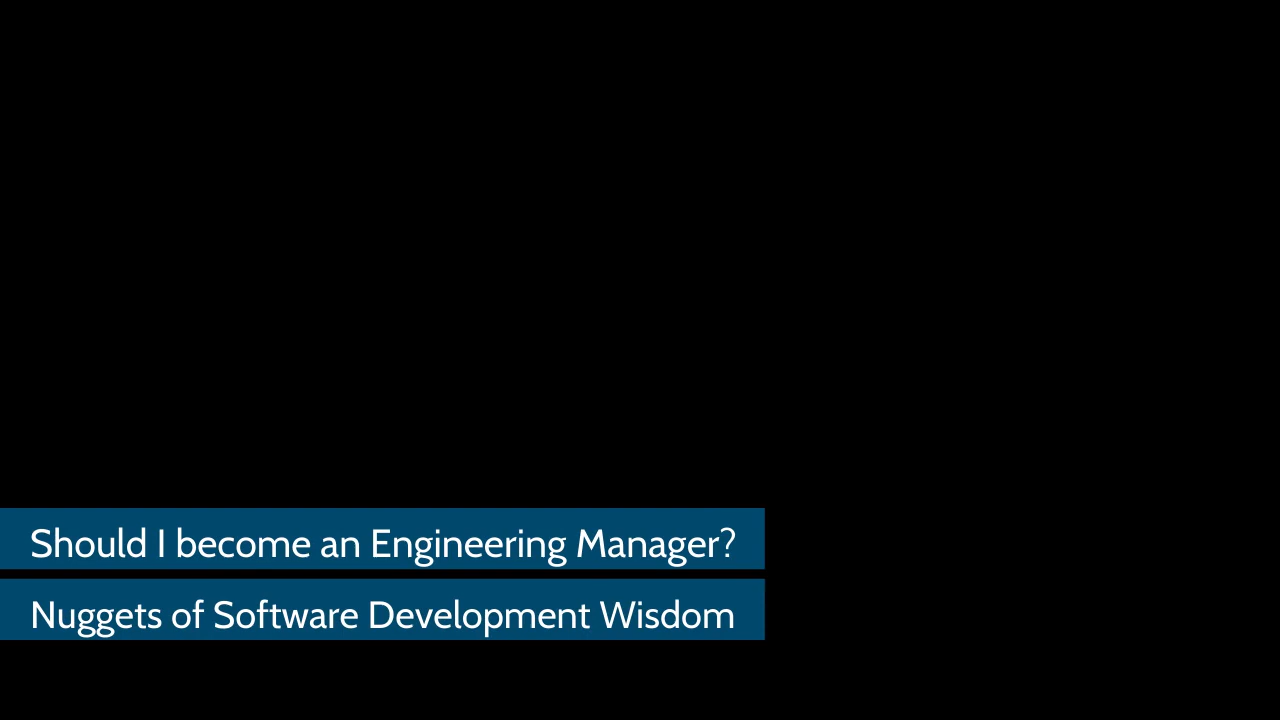 Should I become an Engineering Manager?
Nuggets of Software Development Wisdom